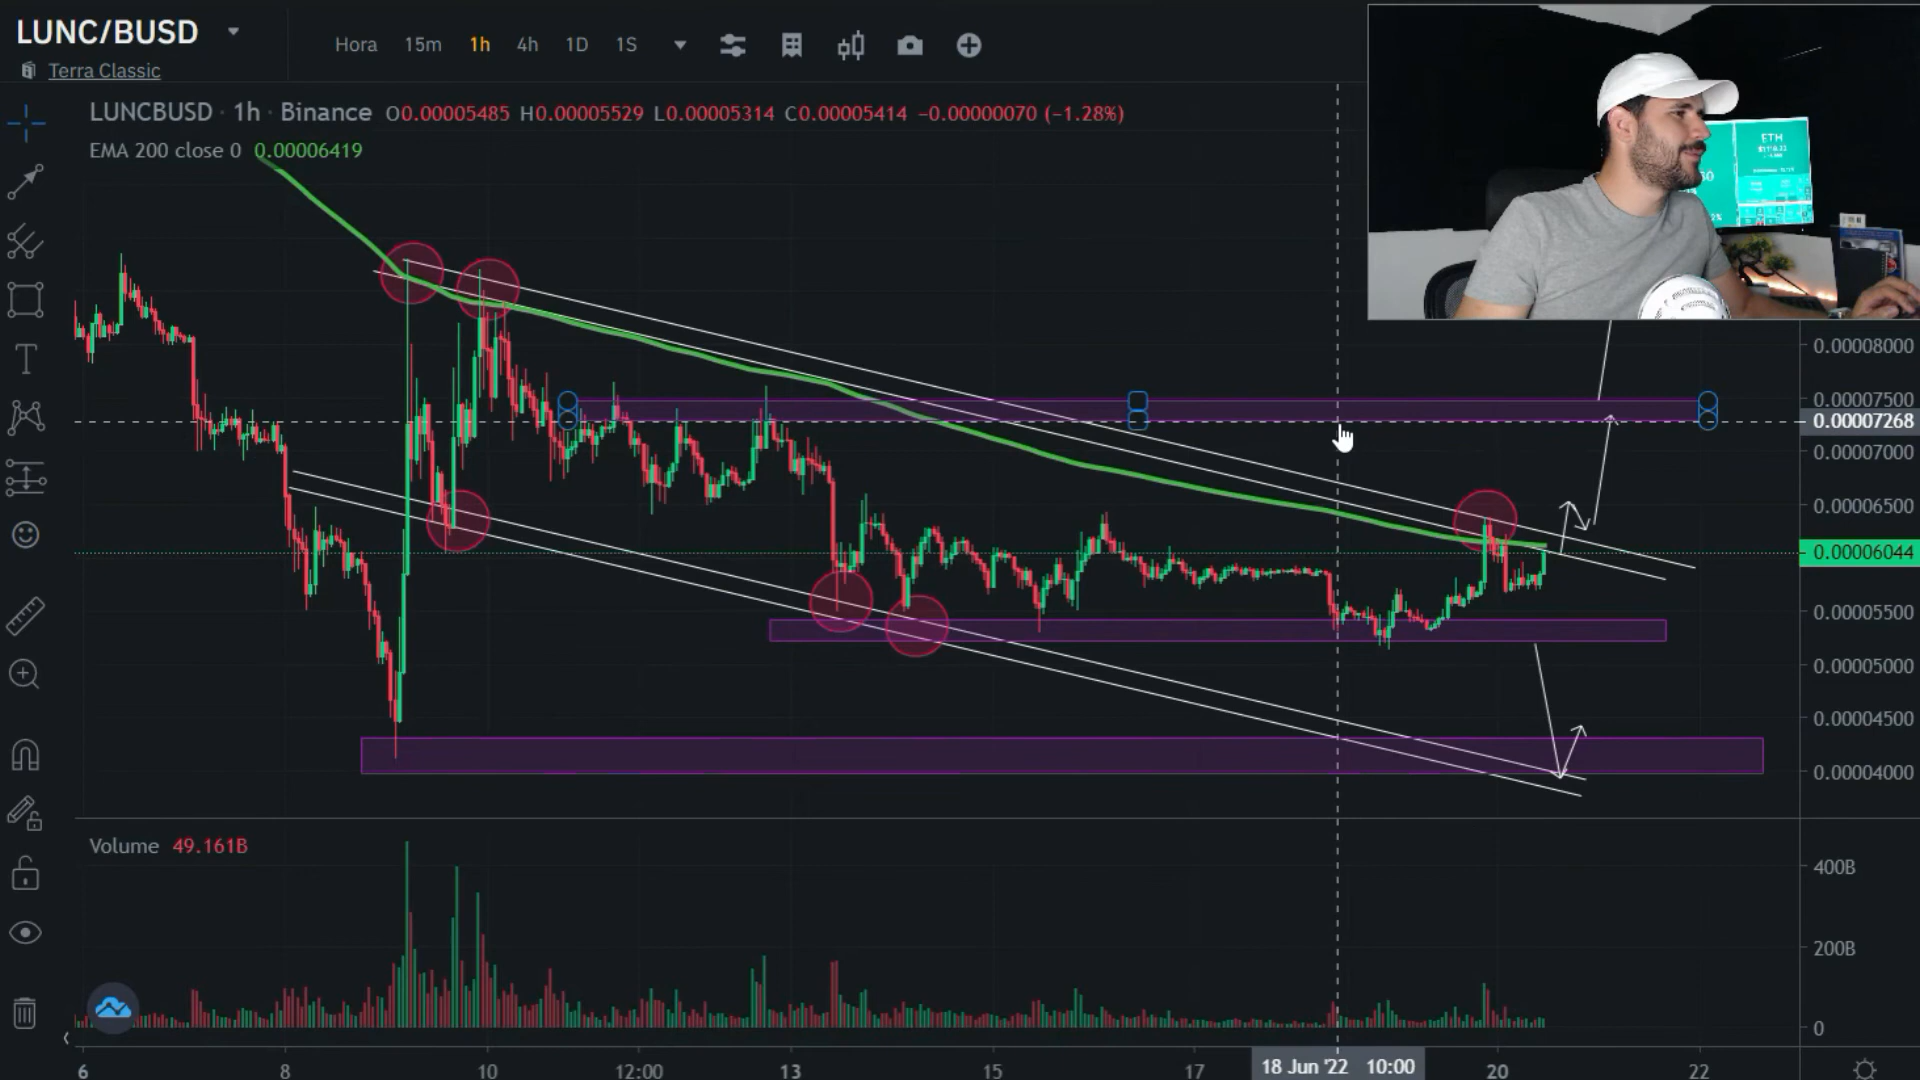 LUNC/BUSD
Terra Classic
Hora 15m 1h 4h 1D 1S
LUNCBUSD · 1h · Binance O0.00005485 H0.00005529 L0.00005314 C0.00005414 −0.00000070 (−1.28%)
EMA 200 close 0 0.00006419
ETH
0.00008000
0.00007500
0.00007268
0.00007000
0.00006500
0.00006044
0.00005500
0.00005000
0.00004500
0.00004000
Volume 49.161B
400B
200B
0
6 8 10 12:00 13 15 17 18 Jun '22 10:00 20 22